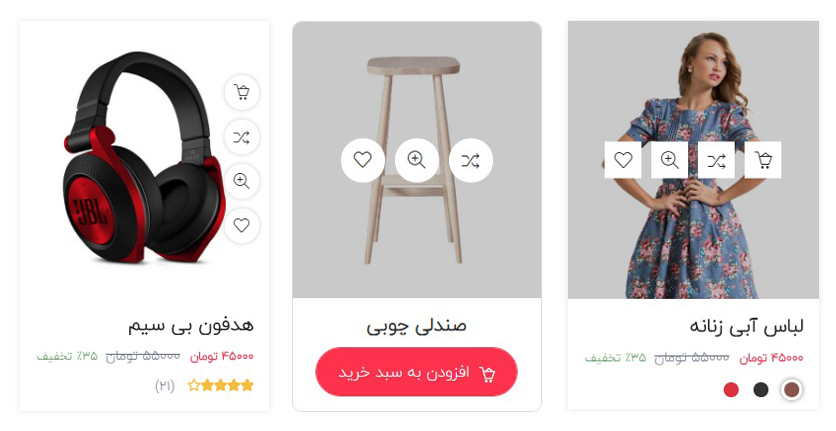 JBL
هدفون بی سیم
۴۵۰۰۰ تومان ۵۵۰۰۰ تومان ۳۵٪ تخفیف
(۲۱)
صندلی چوبی
افزودن به سبد خرید
لباس آبی زنانه
۴۵۰۰۰ تومان ۵۵۰۰۰ تومان ۳۵٪ تخفیف